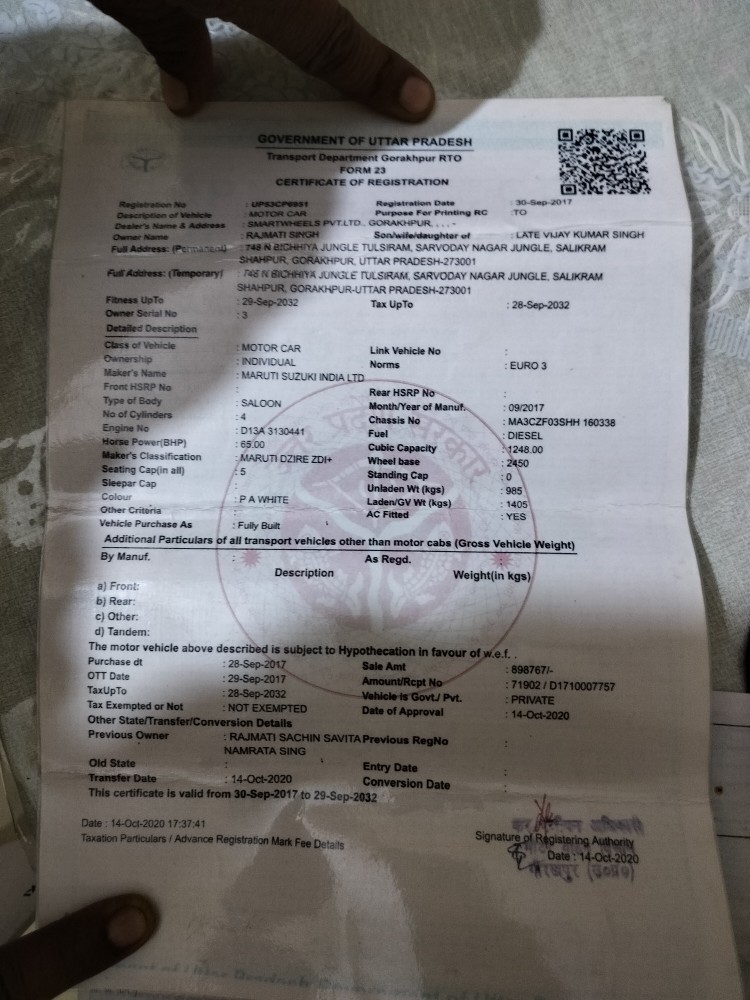 GOVERNMENT OF UTTAR PRADESH
Transport Department Gorakhpur RTO
FORM 23
CERTIFICATE OF REGISTRATION
Registration No : UP53CP6951 Registration Date : 30-Sep-2017
Description of Vehicle : MOTOR CAR Purpose For Printing RC : TO
Dealer's Name & Address : SMARTWHEELS PVT.LTD., GORAKHPUR, . . . -
Owner Name : RAJMATI SINGH Son/wife/daughter of : LATE VIJAY KUMAR SINGH
Full Address: (Permanent) : 746 N BICHHIYA JUNGLE TULSIRAM, SARVODAY NAGAR JUNGLE, SALIKRAM
SHAHPUR, GORAKHPUR, UTTAR PRADESH-273001
Full Address: (Temporary) : 746 N BICHHIYA JUNGLE TULSIRAM, SARVODAY NAGAR JUNGLE, SALIKRAM
SHAHPUR, GORAKHPUR-UTTAR PRADESH-273001
Fitness UpTo : 29-Sep-2032 Tax UpTo : 28-Sep-2032
Owner Serial No : 3
Detailed Description
Class of Vehicle : MOTOR CAR Link Vehicle No :
Ownership : INDIVIDUAL Norms : EURO 3
Maker's Name : MARUTI SUZUKI INDIA LTD
Front HSRP No : Rear HSRP No :
Type of Body : SALOON Month/Year of Manuf. : 09/2017
No of Cylinders : 4 Chassis No : MA3CZF03SHH 160338
Engine No : D13A 3130441 Fuel : DIESEL
Horse Power(BHP) : 65.00 Cubic Capacity : 1248.00
Maker's Classification : MARUTI DZIRE ZDI+ Wheel base : 2450
Seating Cap(in all) : 5 Standing Cap : 0
Sleepar Cap : Unladen Wt (kgs) : 985
Colour : P A WHITE Laden/GV Wt (kgs) : 1405
Other Criteria : AC Fitted : YES
Vehicle Purchase As : Fully Built
Additional Particulars of all transport vehicles other than motor cabs (Gross Vehicle Weight)
By Manuf. : As Regd. :
Description Weight(in kgs)
a) Front:
b) Rear:
c) Other:
d) Tandem:
The motor vehicle above described is subject to Hypothecation in favour of w.e.f. .
Purchase dt : 28-Sep-2017 Sale Amt : 898767/-
OTT Date : 29-Sep-2017 Amount/Rcpt No : 71902 / D1710007757
TaxUpTo : 28-Sep-2032 Vehicle is Govt./ Pvt. : PRIVATE
Tax Exempted or Not : NOT EXEMPTED Date of Approval : 14-Oct-2020
Other State/Transfer/Conversion Details
Previous Owner : RAJMATI SACHIN SAVITA Previous RegNo :
NAMRATA SING
Old State : Entry Date :
Transfer Date : 14-Oct-2020 Conversion Date :
This certificate is valid from 30-Sep-2017 to 29-Sep-2032
Date : 14-Oct-2020 17:37:41
Taxation Particulars / Advance Registration Mark Fee Details
Signature of Registering Authority
Date : 14-Oct-2020
गोरखपुर (उ०प्र०)